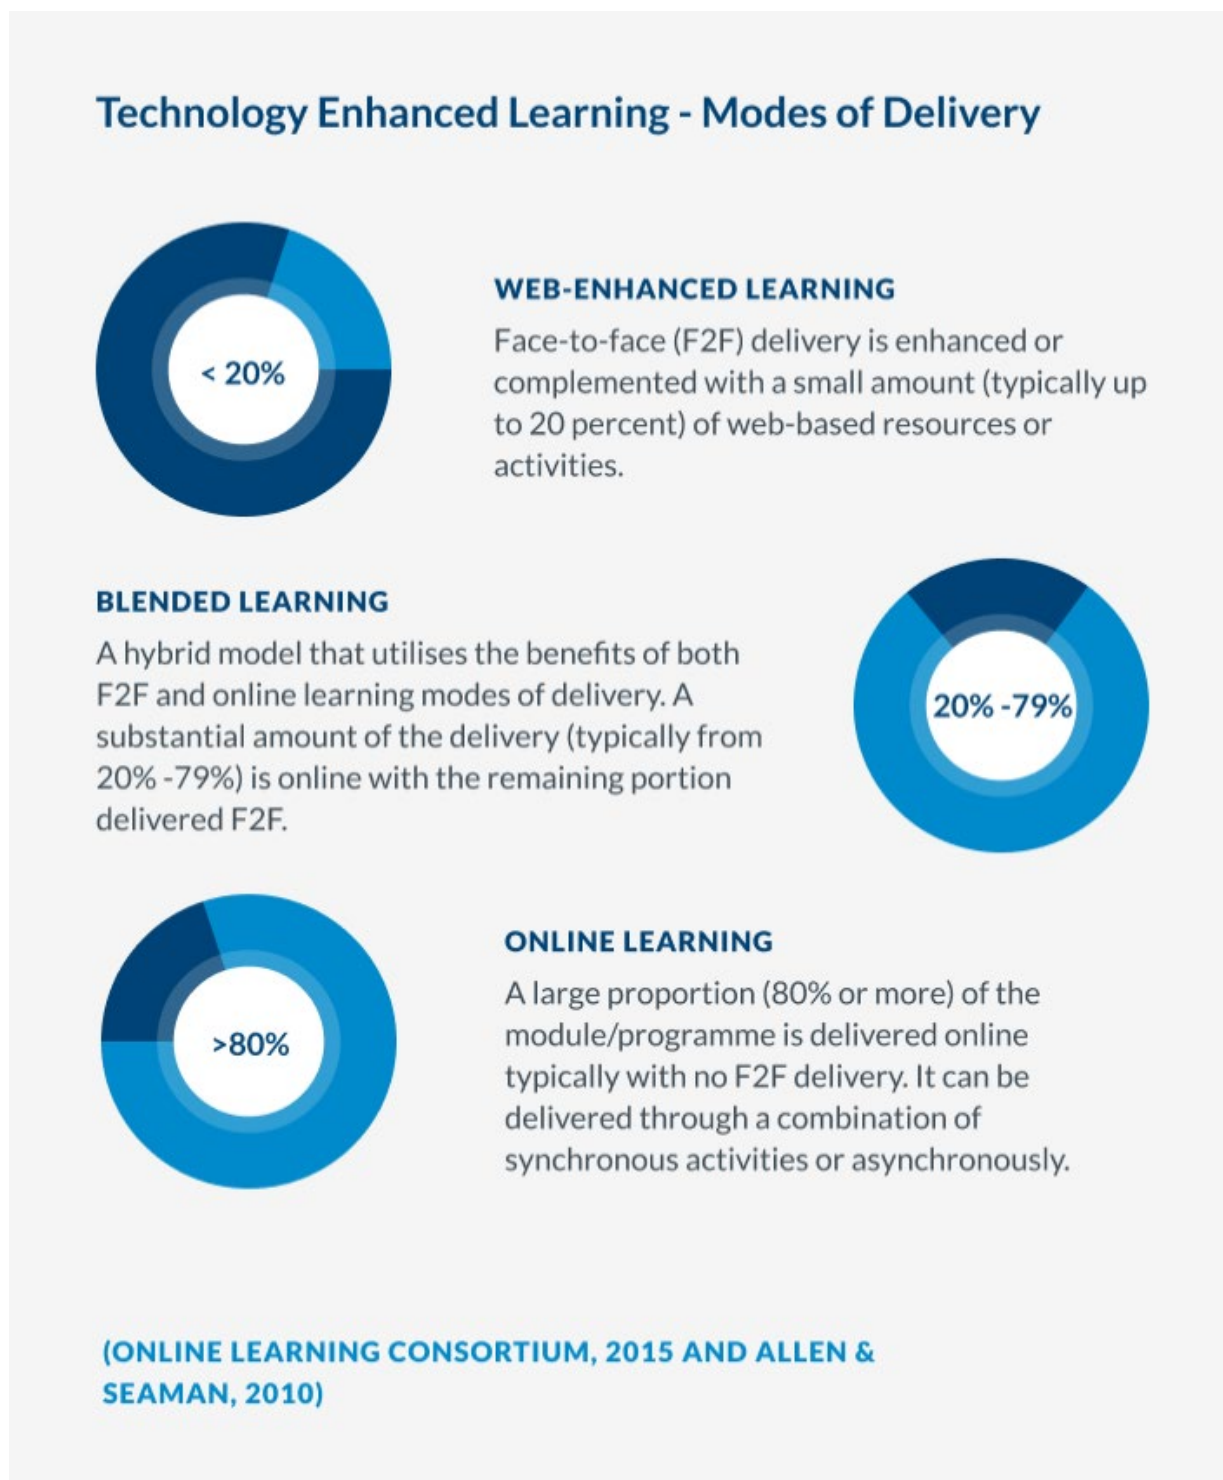 Technology Enhanced Learning - Modes of Delivery
< 20%
WEB-ENHANCED LEARNING
Face-to-face (F2F) delivery is enhanced or
complemented with a small amount (typically up
to 20 percent) of web-based resources or
activities.
BLENDED LEARNING
A hybrid model that utilises the benefits of both
F2F and online learning modes of delivery. A
substantial amount of the delivery (typically from
20% -79%) is online with the remaining portion
delivered F2F.
20% -79%
>80%
ONLINE LEARNING
A large proportion (80% or more) of the
module/programme is delivered online
typically with no F2F delivery. It can be
delivered through a combination of
synchronous activities or asynchronously.
(ONLINE LEARNING CONSORTIUM, 2015 AND ALLEN &
SEAMAN, 2010)